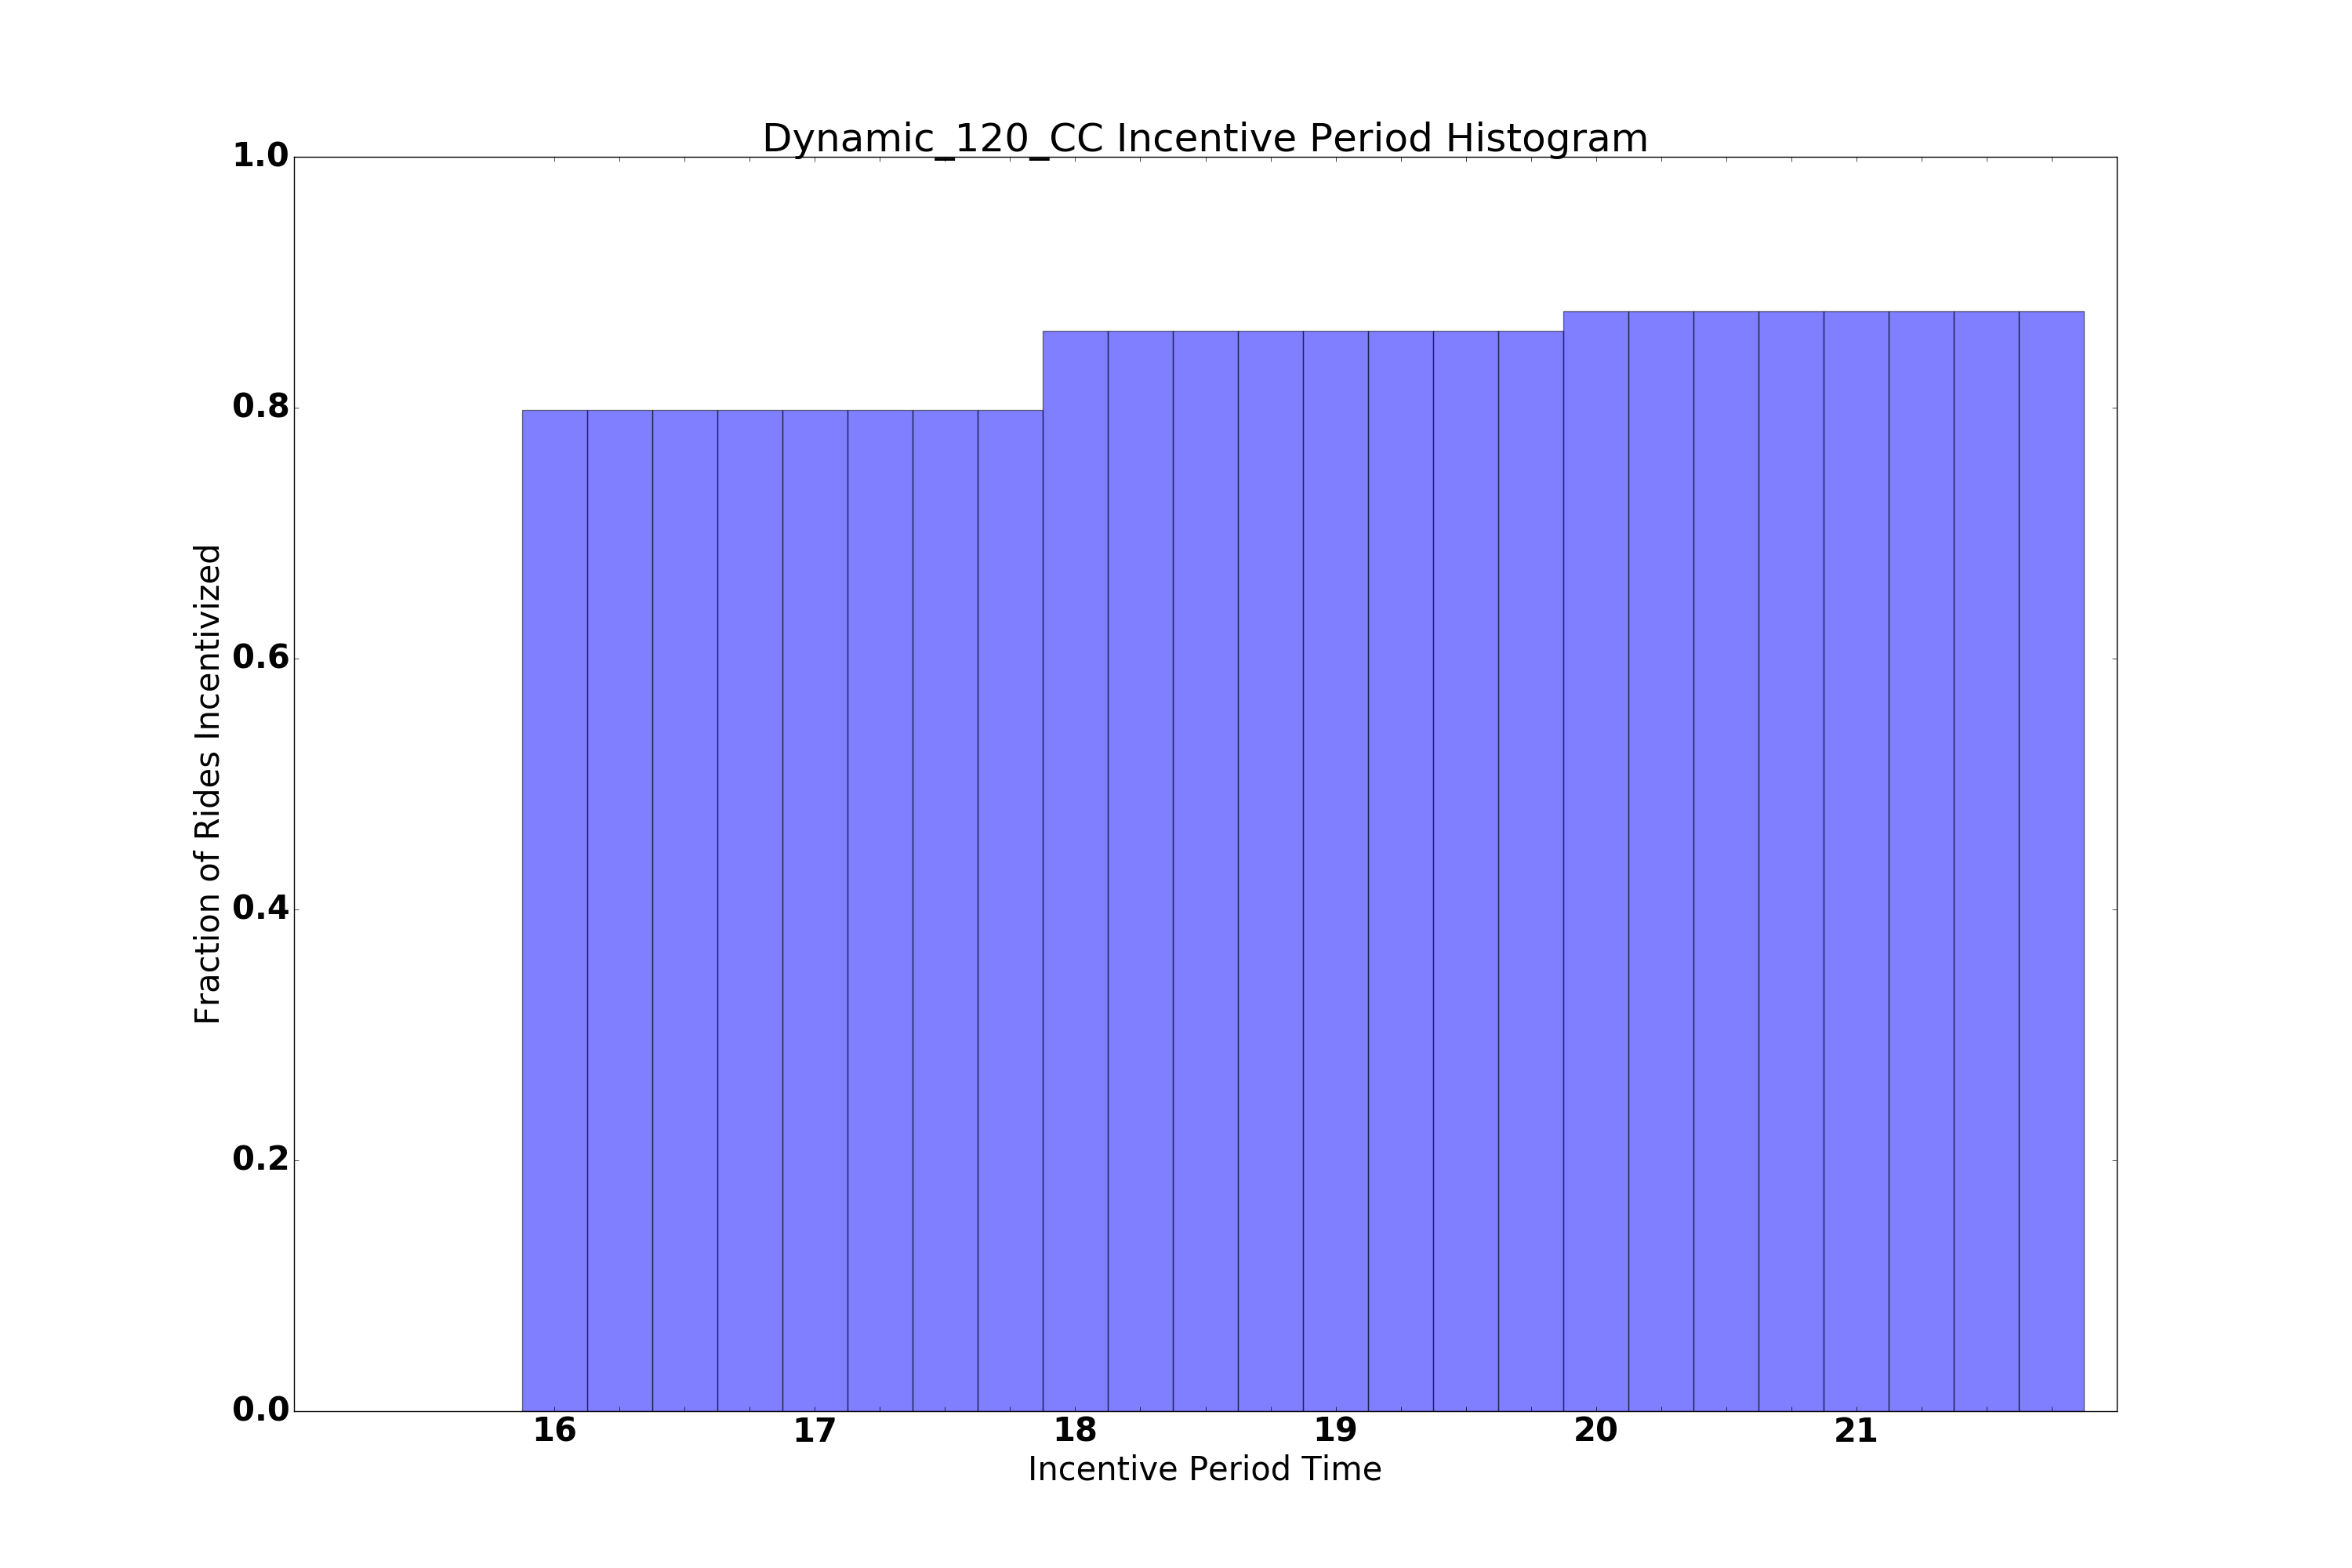 Dynamic_120_CC Incentive Period Histogram
1.0
0.8
0.6
0.4
0.2
0.0
Fraction of Rides Incentivized
16 17 18 19 20 21
Incentive Period Time